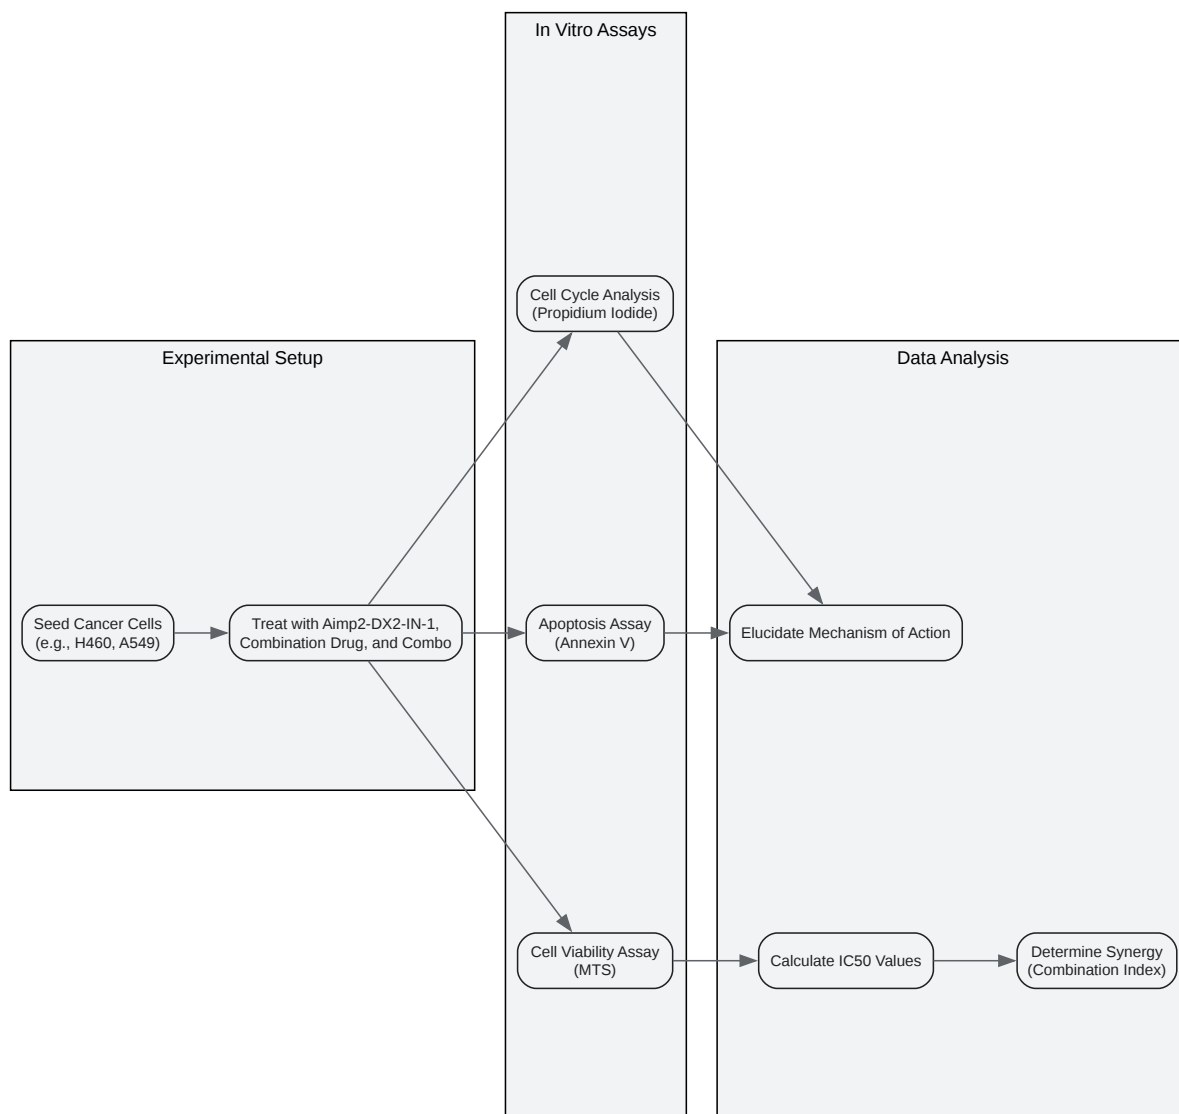 In Vitro Assays
Cell Cycle Analysis
(Propidium Iodide)
Experimental Setup
Data Analysis
Seed Cancer Cells
(e.g., H460, A549)
Treat with Aimp2-DX2-IN-1,
Combination Drug, and Combo
Apoptosis Assay
(Annexin V)
Elucidate Mechanism of Action
Cell Viability Assay
(MTS)
Calculate IC50 Values
Determine Synergy
(Combination Index)